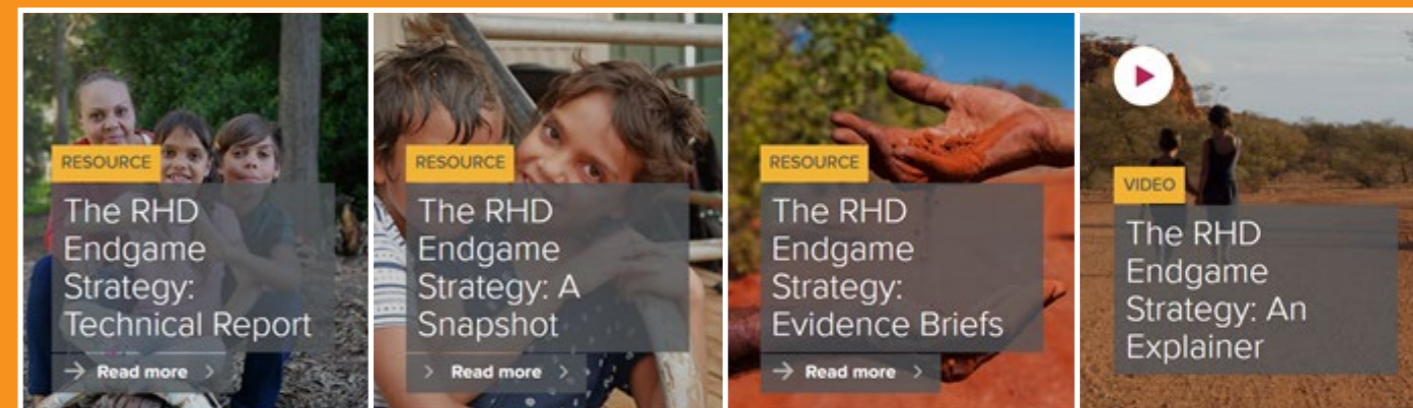 RESOURCE
The RHD
Endgame
Strategy:
Technical Report
Read more
RESOURCE
The RHD
Endgame
Strategy: A
Snapshot
Read more
RESOURCE
The RHD
Endgame
Strategy:
Evidence Briefs
Read more
VIDEO
The RHD
Endgame
Strategy: An
Explainer